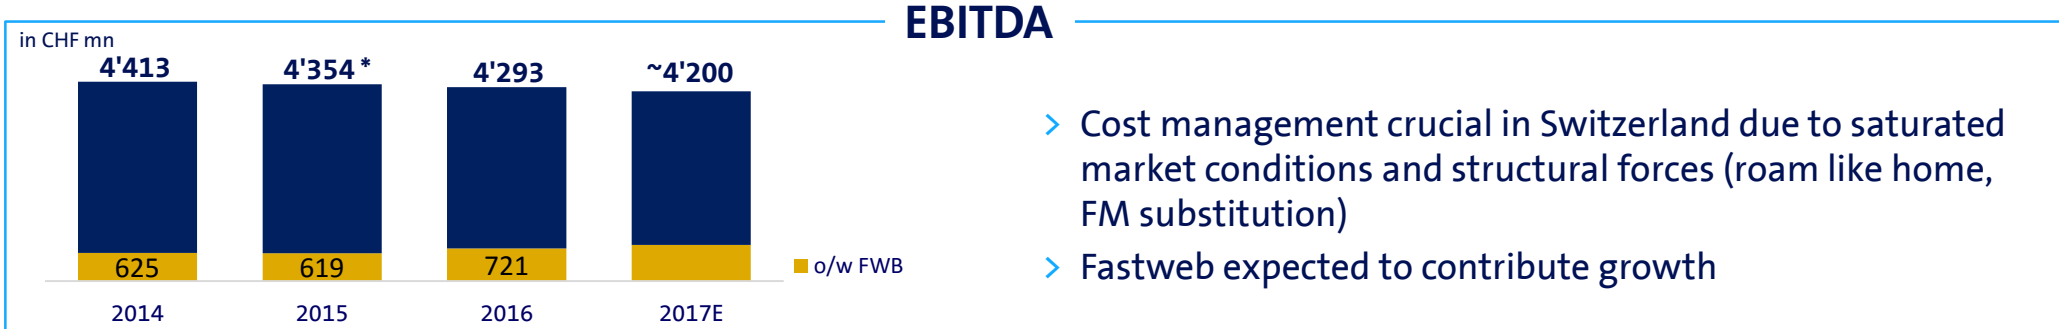 EBITDA
in CHF mn
4'413 4'354 * 4'293 ~4'200
625 619 721
o/w FWB
2014 2015 2016 2017E
> Cost management crucial in Switzerland due to saturated
market conditions and structural forces (roam like home,
FM substitution)
> Fastweb expected to contribute growth